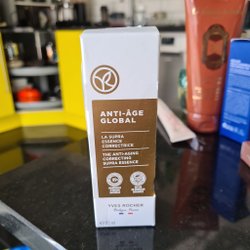 ANTI-ÂGE
GLOBAL
LA SUPRA
ESSENCE
CORRECTRICE
THE ANTI-AGING
CORRECTING
SUPRA ESSENCE
YVES ROCHER